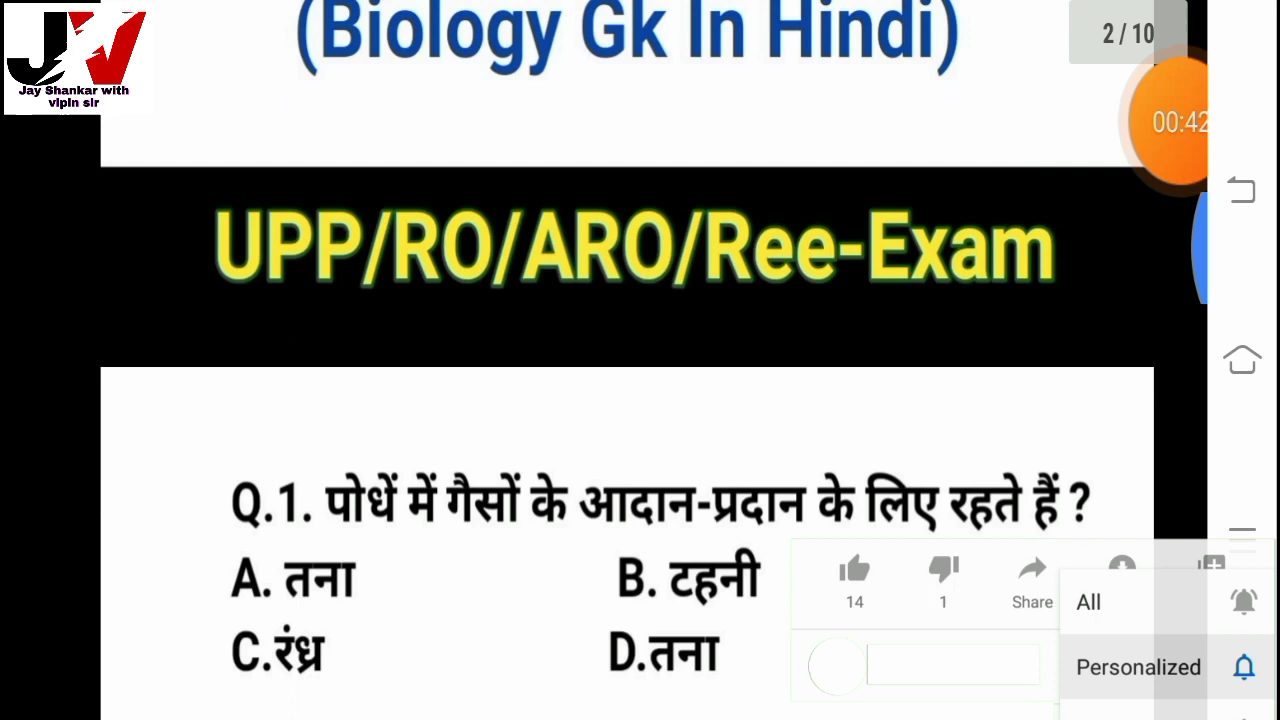 (Biology Gk In Hindi)
2 / 10
Jay Shankar with
vipin sir
00:42
UPP/RO/ARO/Ree-Exam
Q.1. पोधें में गैसों के आदान-प्रदान के लिए रहते हैं ?
A. तना B. टहनी
C.रंध्र D.तना
14 1 Share
All
Personalized